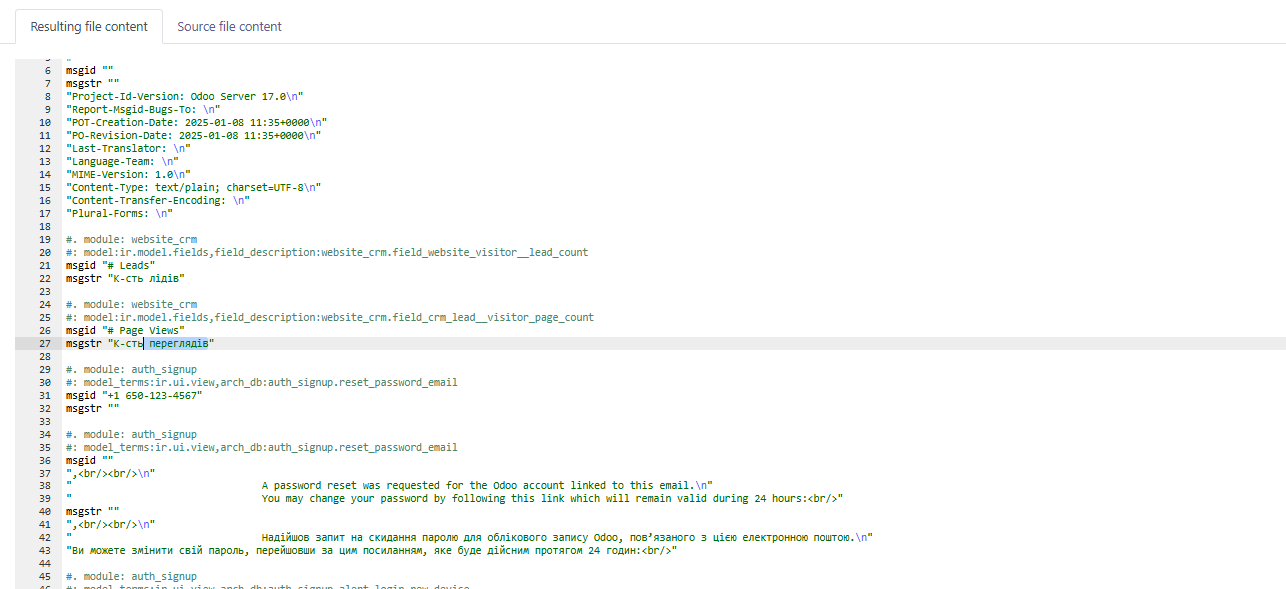 Resulting file content
Source file content
6 msgid ""
7 msgstr ""
8 "Project-Id-Version: Odoo Server 17.0\n"
9 "Report-Msgid-Bugs-To: \n"
10 "POT-Creation-Date: 2025-01-08 11:35+0000\n"
11 "PO-Revision-Date: 2025-01-08 11:35+0000\n"
12 "Last-Translator: \n"
13 "Language-Team: \n"
14 "MIME-Version: 1.0\n"
15 "Content-Type: text/plain; charset=UTF-8\n"
16 "Content-Transfer-Encoding: \n"
17 "Plural-Forms: \n"
18
19 #. module: website_crm
20 #: model:ir.model.fields,field_description:website_crm.field_website_visitor__lead_count
21 msgid "# Leads"
22 msgstr "К-сть лідів"
23
24 #. module: website_crm
25 #: model:ir.model.fields,field_description:website_crm.field_crm_lead__visitor_page_count
26 msgid "# Page Views"
27 msgstr "К-сть переглядів"
28
29 #. module: auth_signup
30 #: model_terms:ir.ui.view,arch_db:auth_signup.reset_password_email
31 msgid "+1 650-123-4567"
32 msgstr ""
33
34 #. module: auth_signup
35 #: model_terms:ir.ui.view,arch_db:auth_signup.reset_password_email
36 msgid ""
37 ",<br/><br/>\n"
38 " A password reset was requested for the Odoo account linked to this email.\n"
39 " You may change your password by following this link which will remain valid during 24 hours:<br/>"
40 msgstr ""
41 ",<br/><br/>\n"
42 " Надійшов запит на скидання паролю для облікового запису Odoo, пов’язаного з цією електронною поштою.\n"
43 "Ви можете змінити свій пароль, перейшовши за цим посиланням, яке буде дійсним протягом 24 годин:<br/>"
44
45 #. module: auth_signup
46 #: model_terms:ir.ui.view,arch_db:auth_signup.alert_login_new_device